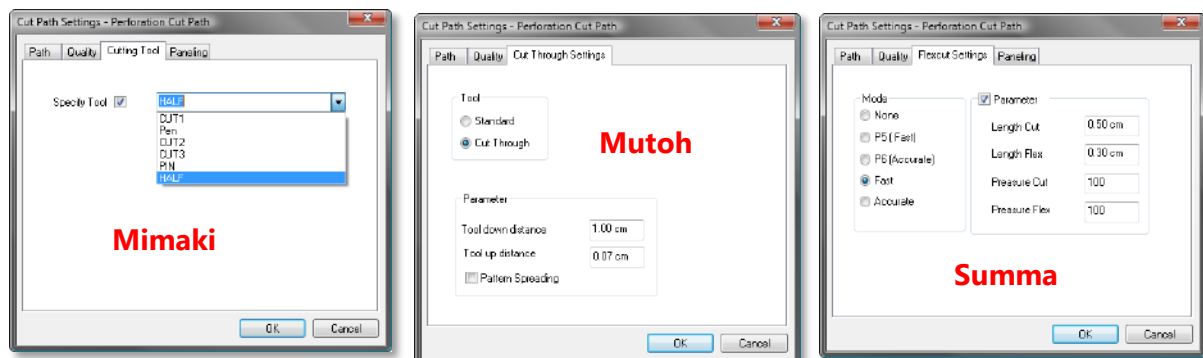 Cut Path Settings - Perforation Cut Path
Path Quality Cutting Tool Paneling
Specify Tool HALF
CUT1
Pen
CUT2
CUT3
PIN
HALF
Mimaki
OK Cancel
Cut Path Settings - Perforation Cut Path
Path Quality Cut Through Settings
Tool
Standard
Cut Through
Mutoh
Parameter
Tool down distance 1.00 cm
Tool up distance 0.07 cm
Pattern Spreading
OK Cancel
Cut Path Settings - Perforation Cut Path
Path Quality Flexcut Settings Paneling
Mode
None
P5 (Fast)
P6 (Accurate)
Fast
Accurate
Parameter
Length Cut 0.50 cm
Length Flex 0.30 cm
Pressure Cut 100
Pressure Flex 100
Summa
OK Cancel